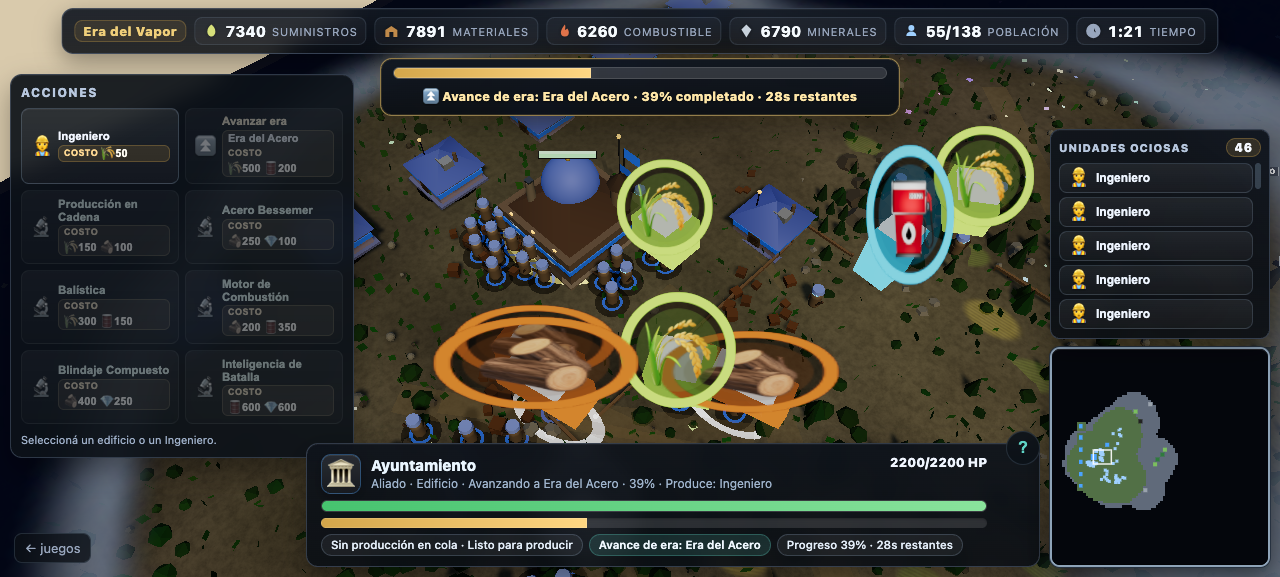 Era del Vapor
7340 SUMINISTROS
7891 MATERIALES
6260 COMBUSTIBLE
6790 MINERALES
55/138 POBLACIÓN
1:21 TIEMPO
Avance de era: Era del Acero · 39% completado · 28s restantes
ACCIONES
Ingeniero
COSTO 50
Avanzar era
Era del Acero
COSTO
500 200
Producción en
Cadena
COSTO
150 100
Acero Bessemer
COSTO
250 100
Balística
COSTO
300 150
Motor de
Combustión
COSTO
200 350
Blindaje Compuesto
COSTO
400 250
Inteligencia de
Batalla
COSTO
600 600
Seleccioná un edificio o un Ingeniero.
UNIDADES OCIOSAS 46
Ingeniero
Ingeniero
Ingeniero
Ingeniero
Ingeniero
?
Ayuntamiento
2200/2200 HP
Aliado · Edificio · Avanzando a Era del Acero · 39% · Produce: Ingeniero
Sin producción en cola · Listo para producir
Avance de era: Era del Acero
Progreso 39% · 28s restantes
← juegos